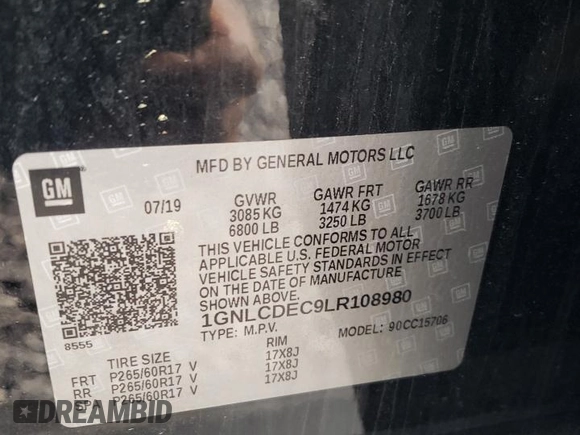 MFD BY GENERAL MOTORS LLC
GM
07/19
GVWR GAWR FRT GAWR RR
3085 KG 1474 KG 1678 KG
6800 LB 3250 LB 3700 LB
THIS VEHICLE CONFORMS TO ALL
APPLICABLE U.S. FEDERAL MOTOR
VEHICLE SAFETY STANDARDS IN EFFECT
ON THE DATE OF MANUFACTURE
SHOWN ABOVE.
1GNLCDEC9LR108980
8555
TYPE: M.P.V. MODEL: 90CC15706
TIRE SIZE RIM
FRT P265/60R17 V 17X8J
RR P265/60R17 V 17X8J
SP P265/60R17 V 17X8J
DREAMBID